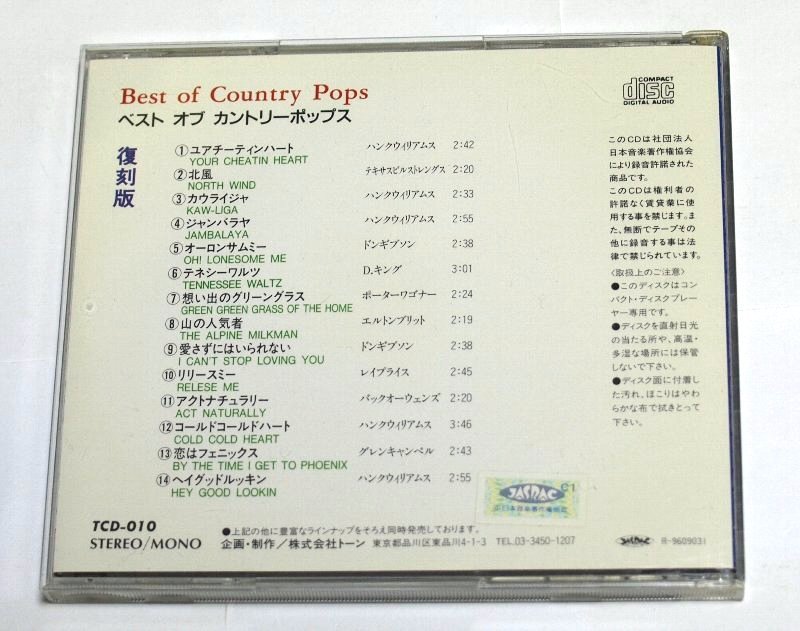 Best of Country Pops
ベスト オブ カントリーポップス
復刻版
①ユアチーティンハート ハンクウィリアムス 2:42
YOUR CHEATIN HEART
②北風 テキサスビルストレングス 2:20
NORTH WIND
③カウライジャ ハンクウィリアムス 2:33
KAW-LIGA
④ジャンバラヤ ハンクウィリアムス 2:55
JAMBALAYA
⑤オーロンサムミー ドンギブソン 2:38
OH! LONESOME ME
⑥テネシーワルツ D.キング 3:01
TENNESSEE WALTZ
⑦想い出のグリーングラス ポーターワゴナー 2:24
GREEN GREEN GRASS OF THE HOME
⑧山の人気者 エルトンブリット 2:19
THE ALPINE MILKMAN
⑨愛さずにはいられない ドンギブソン 2:38
I CAN'T STOP LOVING YOU
⑩リリースミー レイプライス 2:45
RELESE ME
⑪アクトナチュラリー バックオーウェンズ 2:20
ACT NATURALLY
⑫コールドコールドハート ハンクウィリアムス 3:46
COLD COLD HEART
⑬恋はフェニックス グレンキャンベル 2:43
BY THE TIME I GET TO PHOENIX
⑭ヘイグッドルッキン ハンクウィリアムス 2:55
HEY GOOD LOOKIN
COMPACT
disc
DIGITAL AUDIO
このCDは社団法人
日本音楽著作権協会
により録音許諾された
商品です。
このCDは権利者の
許諾なく賃貸業に使
用する事を禁じます。ま
た、無断でテープその
他に録音する事は法
律で禁じられています。
〈取扱上のご注意〉
●このディスクはコン
パクト・ディスクプレー
ヤー専用です。
●ディスクを直射日光
の当たる所や、高温・
多湿な場所には保管
しないで下さい。
●ディスク面に付着し
た汚れ、ほこりはやわ
らかな布で拭きとって
下さい。
C1
JASRAC
TCD-010
STEREO/MONO
●上記の他に豊富なラインナップをそろえ同時発売しております。
企画・制作/株式会社トーン 東京都品川区東品川4-1-3 TEL.03-3450-1207
JASRAC R-9609031